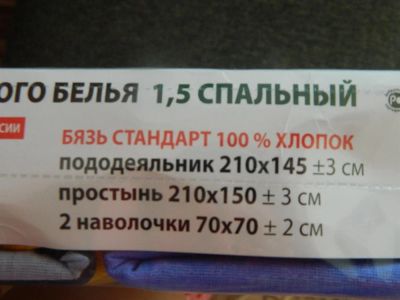 ОГО БЕЛЬЯ 1,5 СПАЛЬНЫЙ
СИИ
БЯЗЬ СТАНДАРТ 100 % ХЛОПОК
пододеяльник 210х145 ±3 см
простынь 210х150 ± 3 см
2 наволочки 70х70 ± 2 см